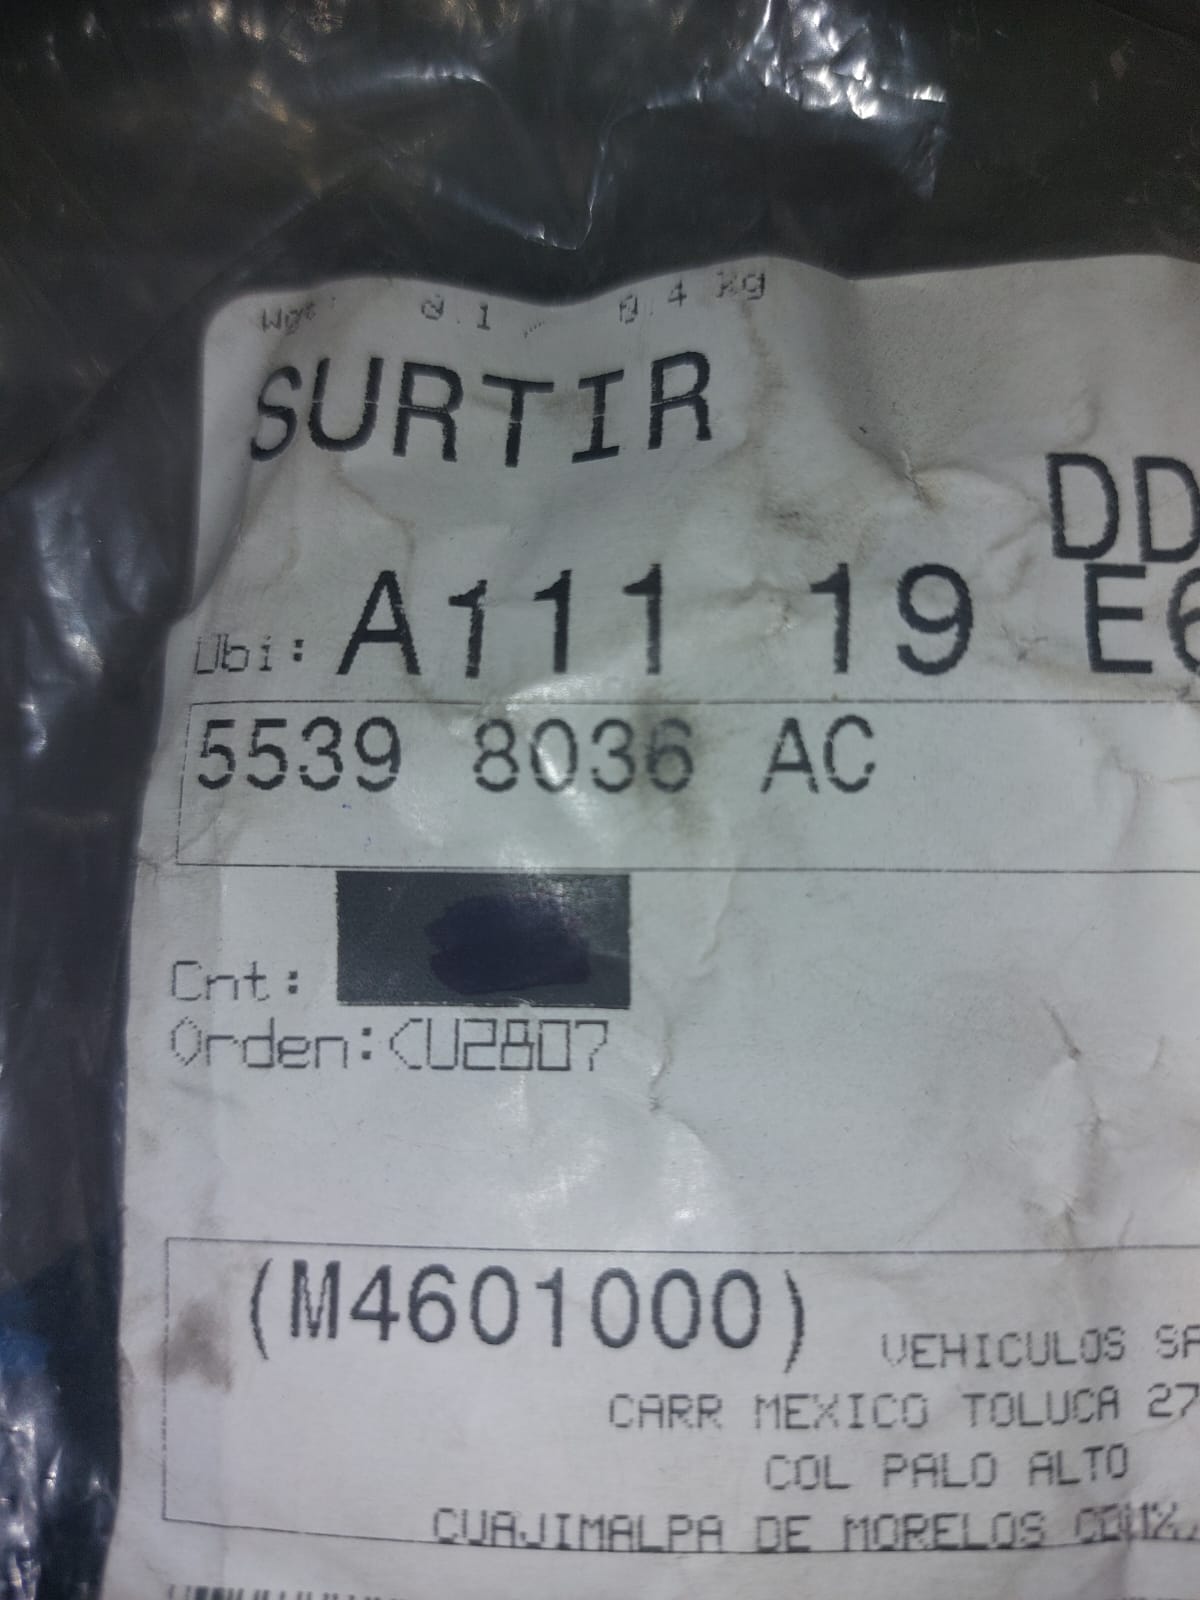 Wgt 0.1 0.4 kg
SURTIR
DD
Ubi: A111 19 E6
5539 8036 AC
Cnt:
Orden:CU2807
(M4601000)
VEHICULOS
CARR MEXICO TOLUCA 27
COL PALO ALTO
CUAJIMALPA DE MORELOS CDMX